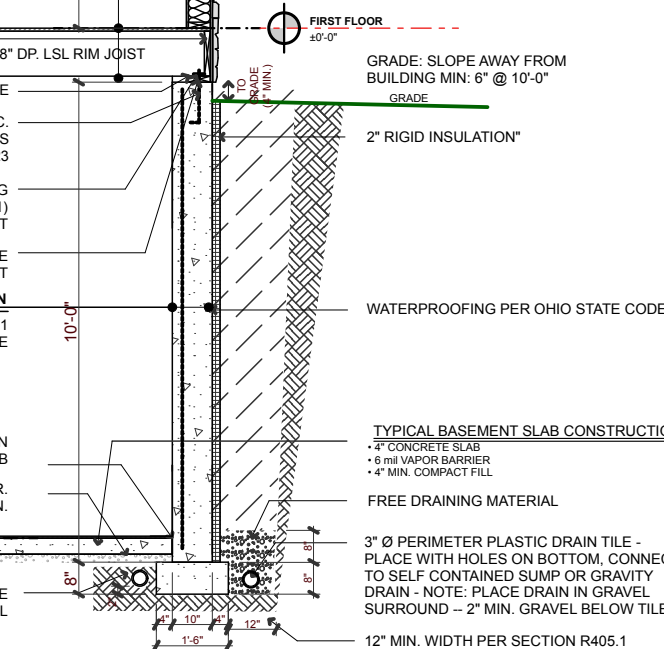 FIRST FLOOR
±0'-0"
8" DP. LSL RIM JOIST
GRADE: SLOPE AWAY FROM
BUILDING MIN: 6" @ 10'-0"
TO
GRADE
GRADE
2" RIGID INSULATION"
10'-0"
WATERPROOFING PER OHIO STATE CODE
TYPICAL BASEMENT SLAB
• 4" CONCRETE SLAB
• 6 mil VAPOR BARRIER
• 4" MIN. COMPACT FILL
FREE DRAINING MATERIAL
3" Ø PERIMETER PLASTIC DRAIN TILE -
PLACE WITH HOLES ON BOTTOM,
TO SELF CONTAINED SUMP OR GRAVITY
DRAIN - NOTE: PLACE DRAIN IN GRAVEL
SURROUND -- 2" MIN. GRAVEL BELOW TILE
8"
8"
8"
4"
10"
4"
12"
1'-6"
12" MIN. WIDTH PER SECTION R405.1